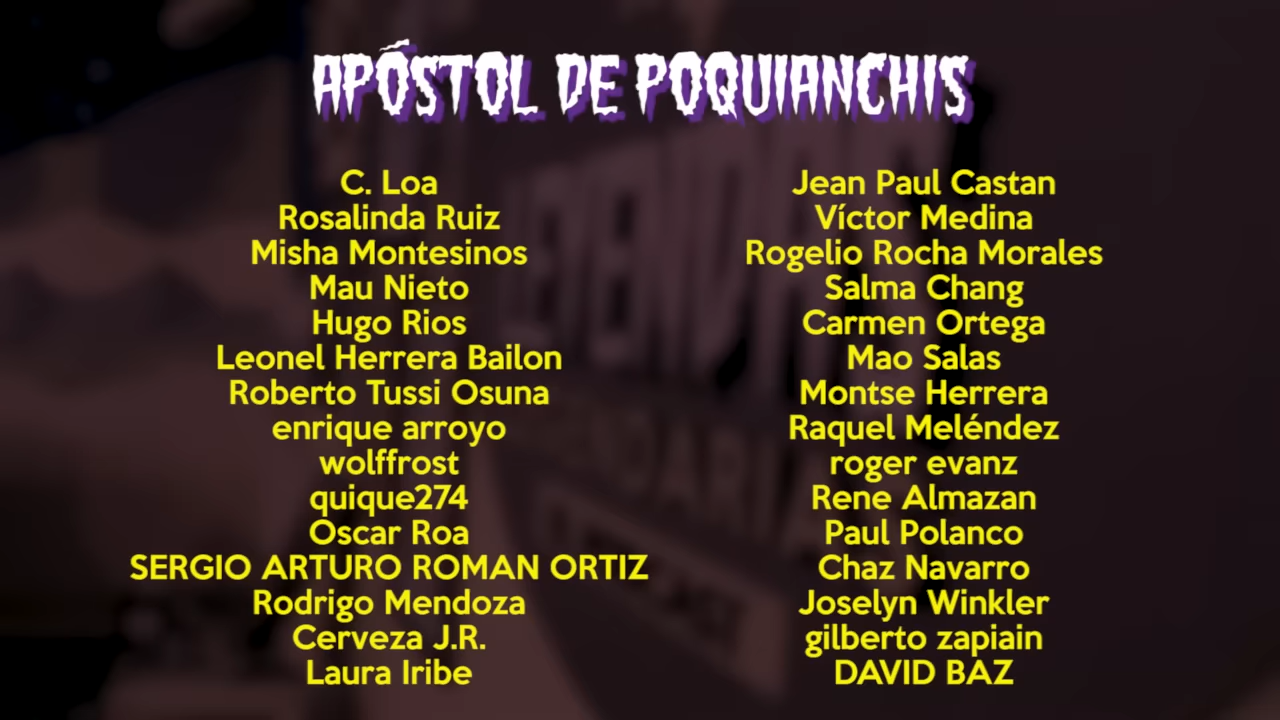 APÓSTOL DE POQUIANCHIS
C. Loa
Rosalinda Ruiz
Misha Montesinos
Mau Nieto
Hugo Rios
Leonel Herrera Bailon
Roberto Tussi Osuna
enrique arroyo
wolffrost
quique274
Oscar Roa
SERGIO ARTURO ROMAN ORTIZ
Rodrigo Mendoza
Cerveza J.R.
Laura Iribe
Jean Paul Castan
Víctor Medina
Rogelio Rocha Morales
Salma Chang
Carmen Ortega
Mao Salas
Montse Herrera
Raquel Meléndez
roger evanz
Rene Almazan
Paul Polanco
Chaz Navarro
Joselyn Winkler
gilberto zapiain
DAVID BAZ
LEYENDAS